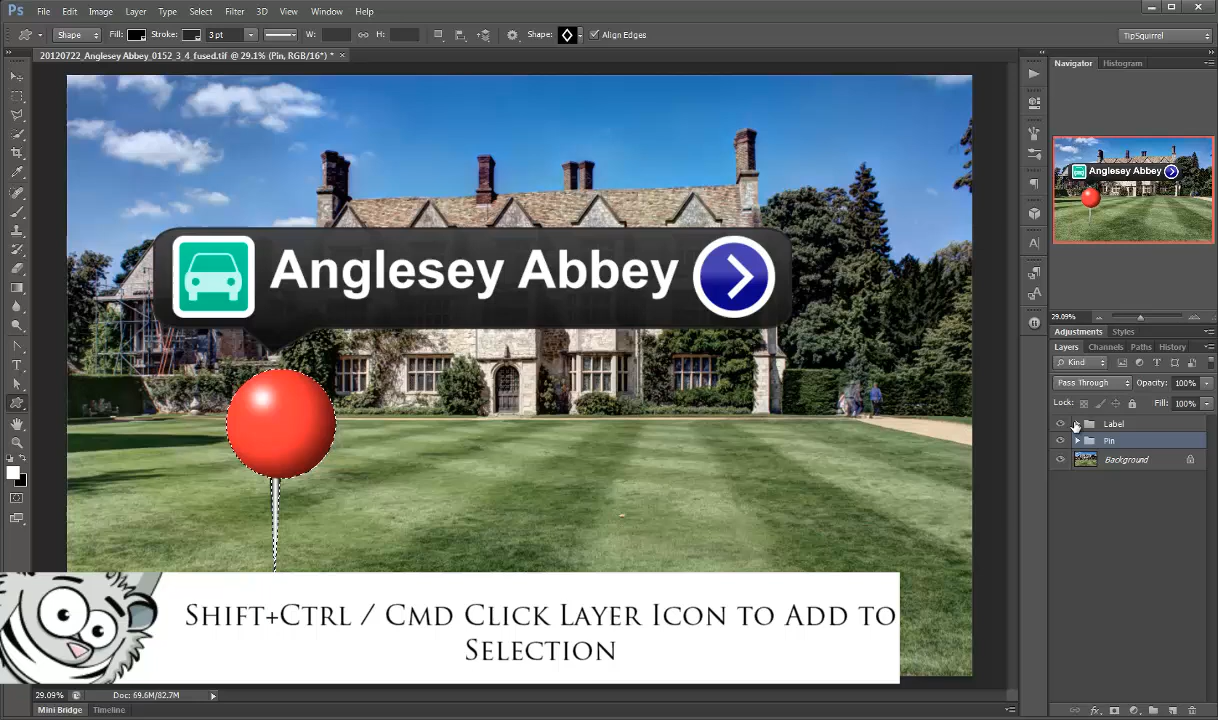 Ps File Edit Image Layer Type Select Filter 3D View Window Help
Shape Fill: Stroke: 3 pt W: H: Shape: Align Edges TipSquirrel
20120722_Anglesey Abbey_0152_3_4_fused.tif @ 29.1% (Pin, RGB/16*) * ×
Navigator Histogram
Anglesey Abbey
Anglesey Abbey
29.09%
Adjustments Styles
Layers Channels Paths History
Kind
Pass Through Opacity: 100%
Lock: Fill: 100%
Label
Pin
Background
Shift+Ctrl / Cmd Click Layer Icon to Add to
Selection
29.09% Doc: 69.6M/82.7M
Mini Bridge Timeline
fx